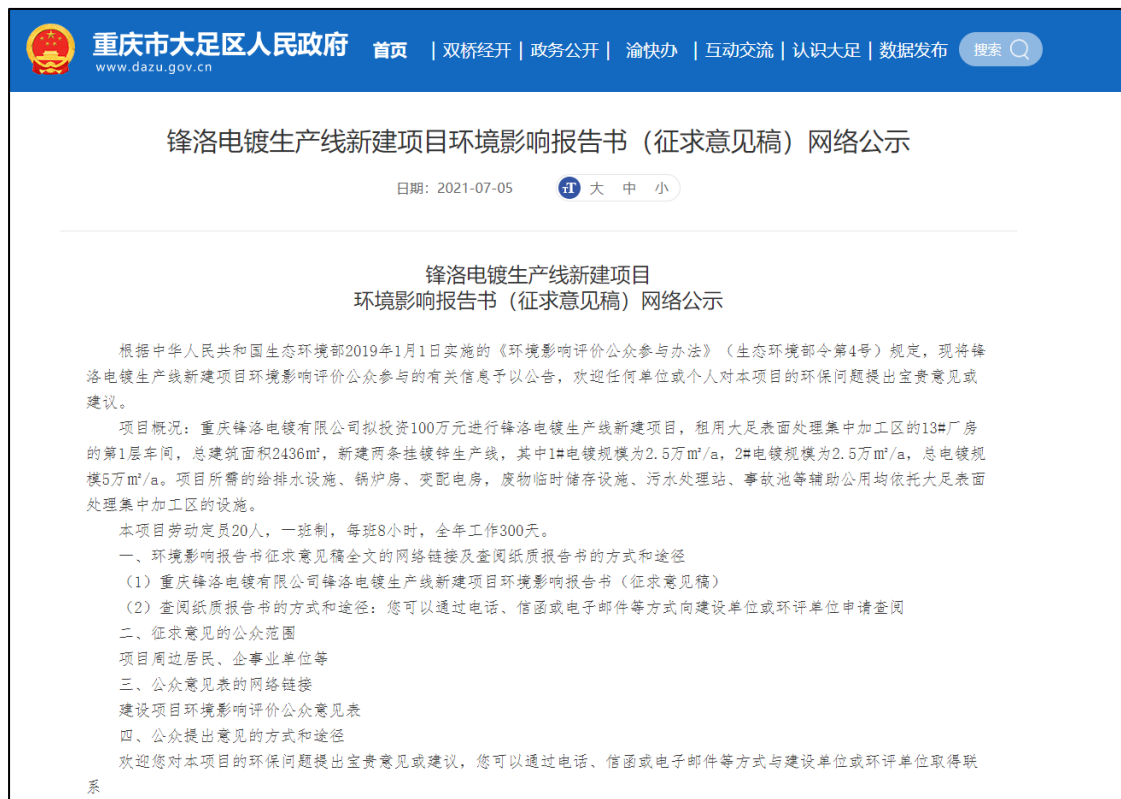 重庆市大足区人民政府
www.dazu.gov.cn
首页 | 双桥经开 | 政务公开 | 渝快办 | 互动交流 | 认识大足 | 数据发布 搜索
锋洛电镀生产线新建项目环境影响报告书（征求意见稿）网络公示
日期：2021-07-05 大 中 小
锋洛电镀生产线新建项目
环境影响报告书（征求意见稿）网络公示
根据中华人民共和国生态环境部2019年1月1日实施的《环境影响评价公众参与办法》（生态环境部令第4号）规定，现将锋
洛电镀生产线新建项目环境影响评价公众参与的有关信息予以公告，欢迎任何单位或个人对本项目的环保问题提出宝贵意见或
建议。
项目概况：重庆锋洛电镀有限公司拟投资100万元进行锋洛电镀生产线新建项目，租用大足表面处理集中加工区的13#厂房
的第1层车间，总建筑面积2436㎡，新建两条挂镀锌生产线，其中1#电镀规模为2.5万㎡/a，2#电镀规模为2.5万㎡/a，总电镀规
模5万㎡/a。项目所需的给排水设施、锅炉房、变配电房，废物临时储存设施、污水处理站、事故池等辅助公用均依托大足表面
处理集中加工区的设施。
本项目劳动定员20人，一班制，每班8小时，全年工作300天。
一、环境影响报告书征求意见稿全文的网络链接及查阅纸质报告书的方式和途径
（1）重庆锋洛电镀有限公司锋洛电镀生产线新建项目环境影响报告书（征求意见稿）
（2）查阅纸质报告书的方式和途径：您可以通过电话、信函或电子邮件等方式向建设单位或环评单位申请查阅
二、征求意见的公众范围
项目周边居民、企事业单位等
三、公众意见表的网络链接
建设项目环境影响评价公众意见表
四、公众提出意见的方式和途径
欢迎您对本项目的环保问题提出宝贵意见或建议，您可以通过电话、信函或电子邮件等方式与建设单位或环评单位取得联
系